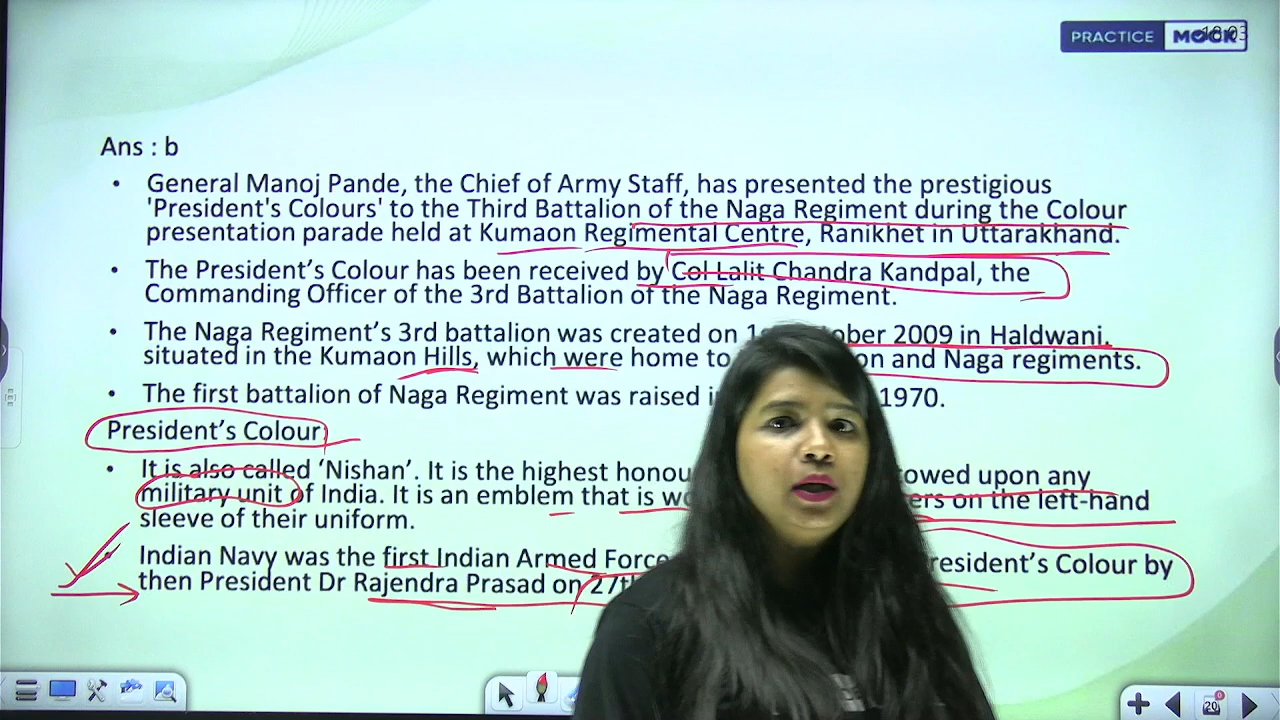 PRACTICE MOCK
Ans : b
• General Manoj Pande, the Chief of Army Staff, has presented the prestigious
'President's Colours' to the Third Battalion of the Naga Regiment during the Colour
presentation parade held at Kumaon Regimental Centre, Ranikhet in Uttarakhand.
• The President's Colour has been received by Col Lalit Chandra Kandpal, the
Commanding Officer of the 3rd Battalion of the Naga Regiment.
• The Naga Regiment's 3rd battalion was created on 2009 in Haldwani,
situated in the Kumaon Hills, which were home to and Naga regiments.
• The first battalion of Naga Regiment was raised 1970.
President's Colour
• It is also called 'Nishan'. It is the highest upon any
military unit of India. It is an emblem that is on the left-hand
sleeve of their uniform.
• Indian Navy was the first Indian Armed President's Colour by
then President Dr Rajendra Prasad on
20